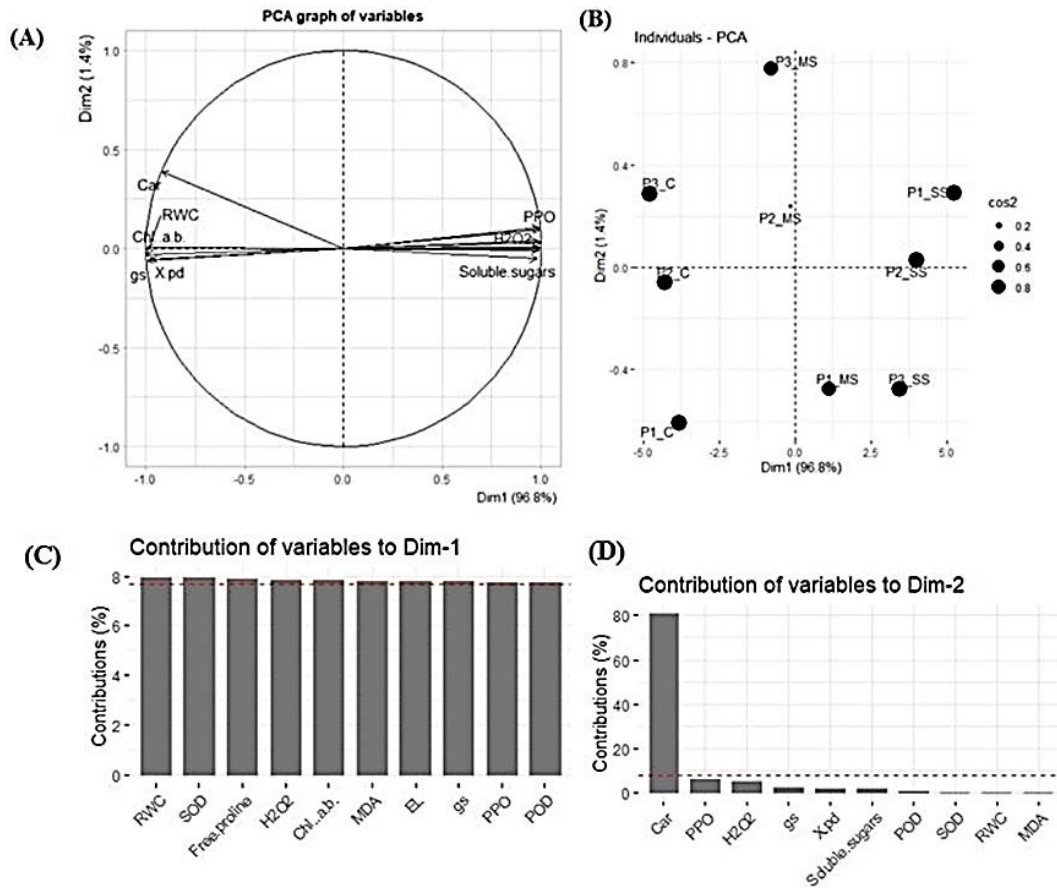 (A)
PCA graph of variables
Dim2 (1.4%)
1.0
0.5
0.0
-0.5
-1.0
Car
RWC
a.b.
gs
X.pd
PPO
H2O2
Soluble.sugars
-1.0
-0.5
0.0
0.5
1.0
Dim1 (96.8%)
(B)
Individuals - PCA
Dim2 (1.4%)
0.8
0.4
0.0
-0.4
P3_MS
P3_C
P2_MS
P1_SS
P2_C
P2_SS
P1_MS
P3_SS
P1_C
-5.0
-2.5
0.0
2.5
5.0
Dim1 (96.8%)
cos2
0.2
0.4
0.6
0.8
(C)
Contribution of variables to Dim-1
Contributions (%)
8
6
4
2
0
RWC
SOD
Free.proline
H2O2
Chl..a.b.
MDA
EL
gs
PPO
POD
(D)
Contribution of variables to Dim-2
Contributions (%)
80
60
40
20
0
Car
PPO
H2O2
gs
X.pd
Soluble.sugars
POD
SOD
RWC
MDA